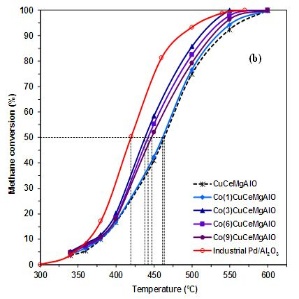 Methane conversion (%)
100
90
80
70
60
50
40
30
20
10
0
(b)
CuCeMgAlO
Co(1)CuCeMgAlO
Co(3)CuCeMgAlO
Co(6)CuCeMgAlO
Co(9)CuCeMgAlO
Industrial Pd/Al2O3
300 350 400 450 500 550 600
Temperature (°C)